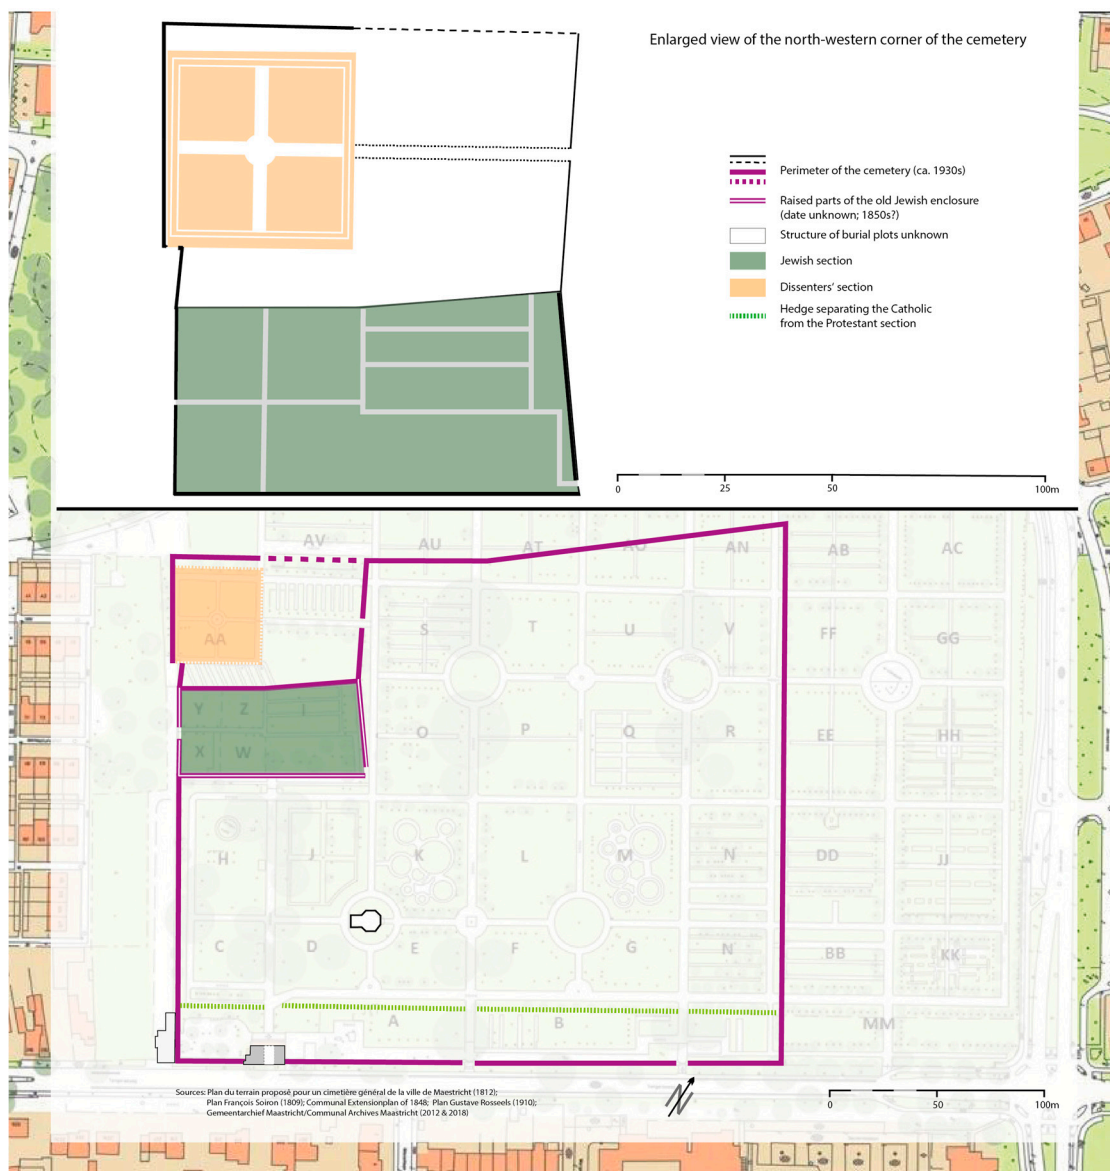 Enlarged view of the north-western corner of the cemetery
Perimeter of the cemetery (ca. 1930s)
Raised parts of the old Jewish enclosure
(date unknown; 1850s?)
Structure of burial plots unknown
Jewish section
Dissenters’ section
Hedge separating the Catholic
from the Protestant section
0 25 50 100m
AV AU AT AO AN AB AC
AA S T U V FF GG
Y Z I
X W O P Q R EE HH
H J K L M N DD JJ
C D E F G N BB KK
A B MM
N
0 50 100m
Sources: Plan du terrain proposé pour un cimetière général de la ville de Maestricht (1812);
Plan François Soiron (1809); Communal Extensionplan of 1848; Plan Gustave Rosseels (1910);
Gemeentarchief Maastricht/Communal Archives Maastricht (2012 & 2018)